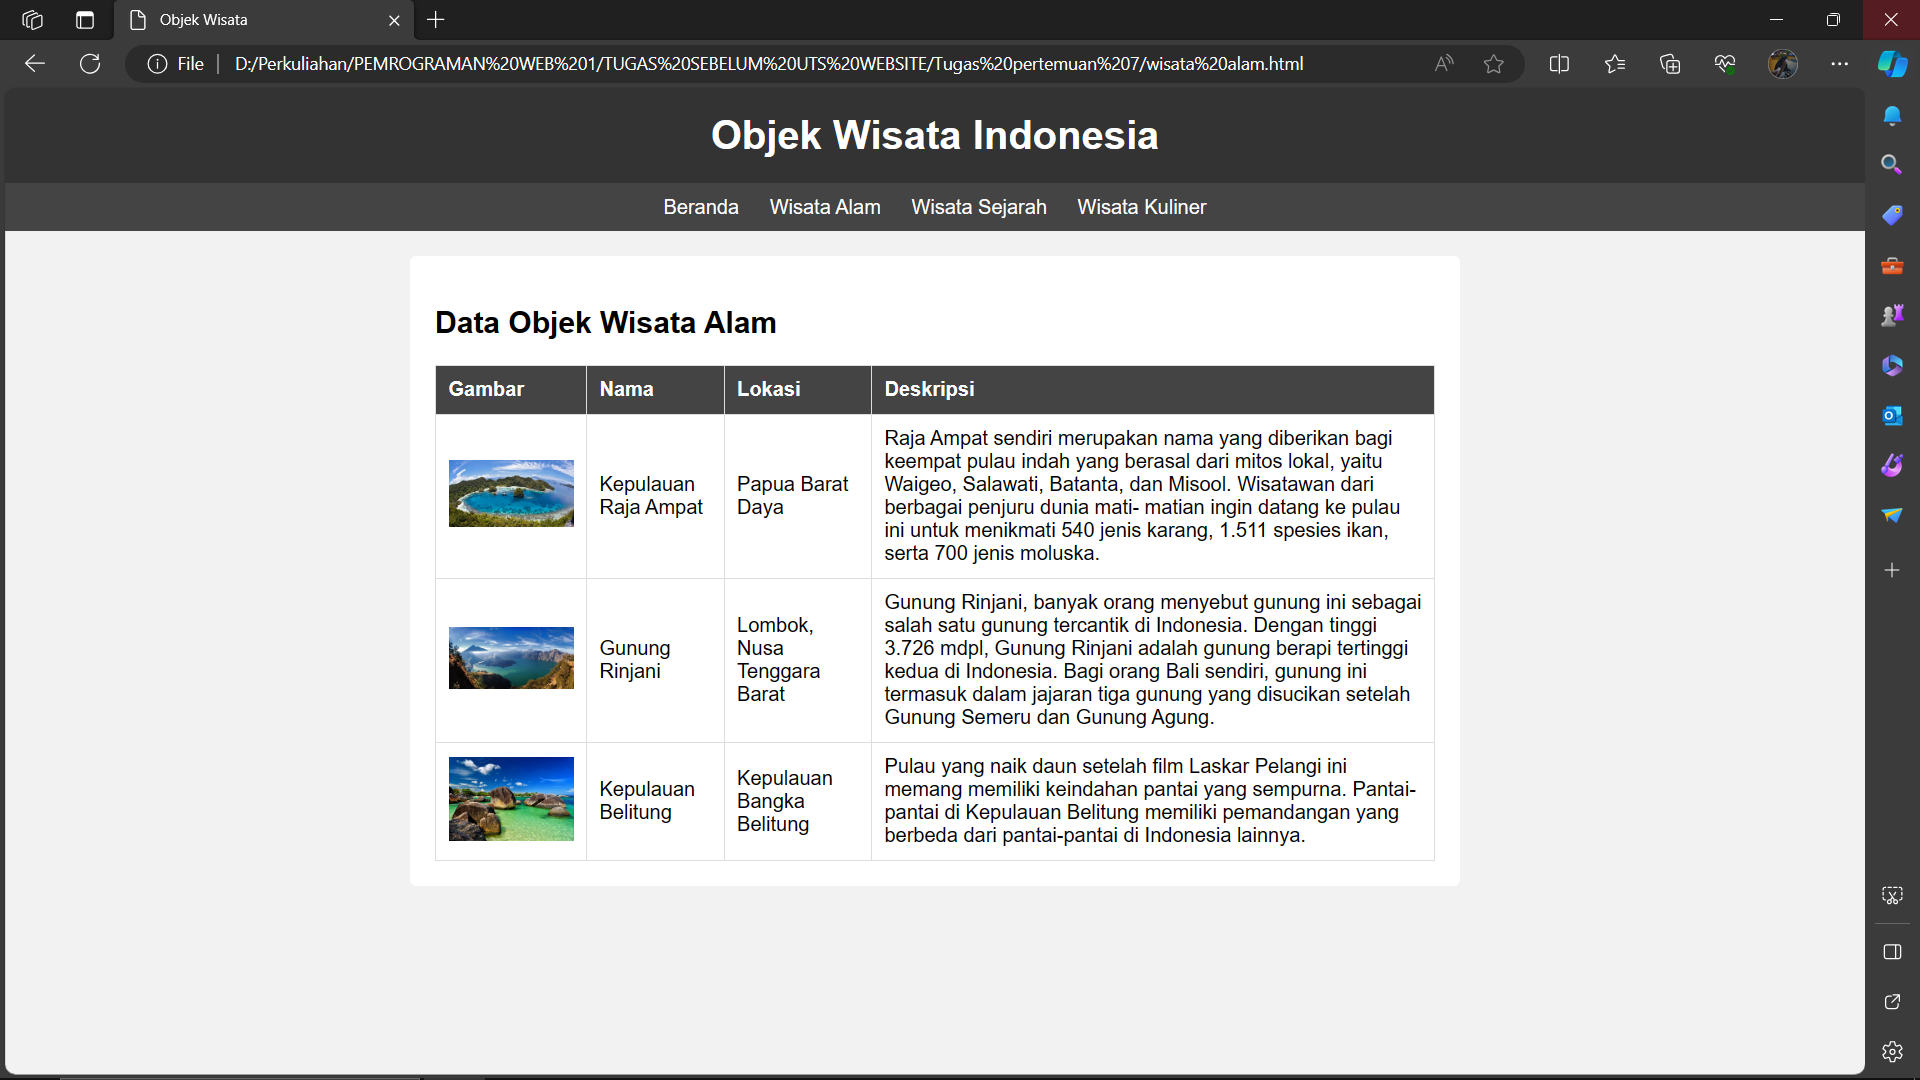 Objek Wisata
File
D:/Perkuliahan/PEMROGRAMAN%20WEB%201/TUGAS%20SEBELUM%20UTS%20WEBSITE/Tugas%20pertemuan%207/wisata%20alam.html
Objek Wisata Indonesia
Beranda Wisata Alam Wisata Sejarah Wisata Kuliner
Data Objek Wisata Alam
Gambar Nama Lokasi Deskripsi
Kepulauan
Raja Ampat
Papua Barat
Daya
Raja Ampat sendiri merupakan nama yang diberikan bagi
keempat pulau indah yang berasal dari mitos lokal, yaitu
Waigeo, Salawati, Batanta, dan Misool. Wisatawan dari
berbagai penjuru dunia mati- matian ingin datang ke pulau
ini untuk menikmati 540 jenis karang, 1.511 spesies ikan,
serta 700 jenis moluska.
Gunung
Rinjani
Lombok,
Nusa
Tenggara
Barat
Gunung Rinjani, banyak orang menyebut gunung ini sebagai
salah satu gunung tercantik di Indonesia. Dengan tinggi
3.726 mdpl, Gunung Rinjani adalah gunung berapi tertinggi
kedua di Indonesia. Bagi orang Bali sendiri, gunung ini
termasuk dalam jajaran tiga gunung yang disucikan setelah
Gunung Semeru dan Gunung Agung.
Kepulauan
Belitung
Kepulauan
Bangka
Belitung
Pulau yang naik daun setelah film Laskar Pelangi ini
memang memiliki keindahan pantai yang sempurna. Pantai-
pantai di Kepulauan Belitung memiliki pemandangan yang
berbeda dari pantai-pantai di Indonesia lainnya.